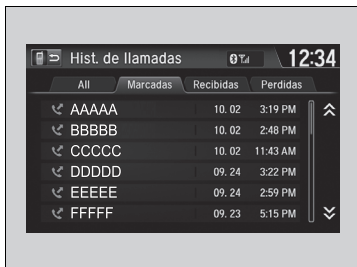 Hist. de llamadas 12:34
All Marcadas Recibidas Perdidas
AAAAA 10. 02 3:19 PM
BBBBB 10. 02 2:48 PM
CCCCC 10. 02 11:43 AM
DDDDD 09. 24 3:22 PM
EEEEE 09. 24 2:59 PM
FFFFF 09. 23 5:15 PM